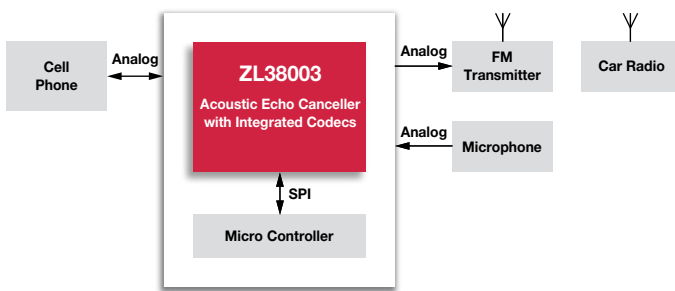 Cell
Phone
Analog
ZL38003
Acoustic Echo Canceller
with Integrated Codecs
SPI
Micro Controller
Analog
FM
Transmitter
Car Radio
Analog
Microphone